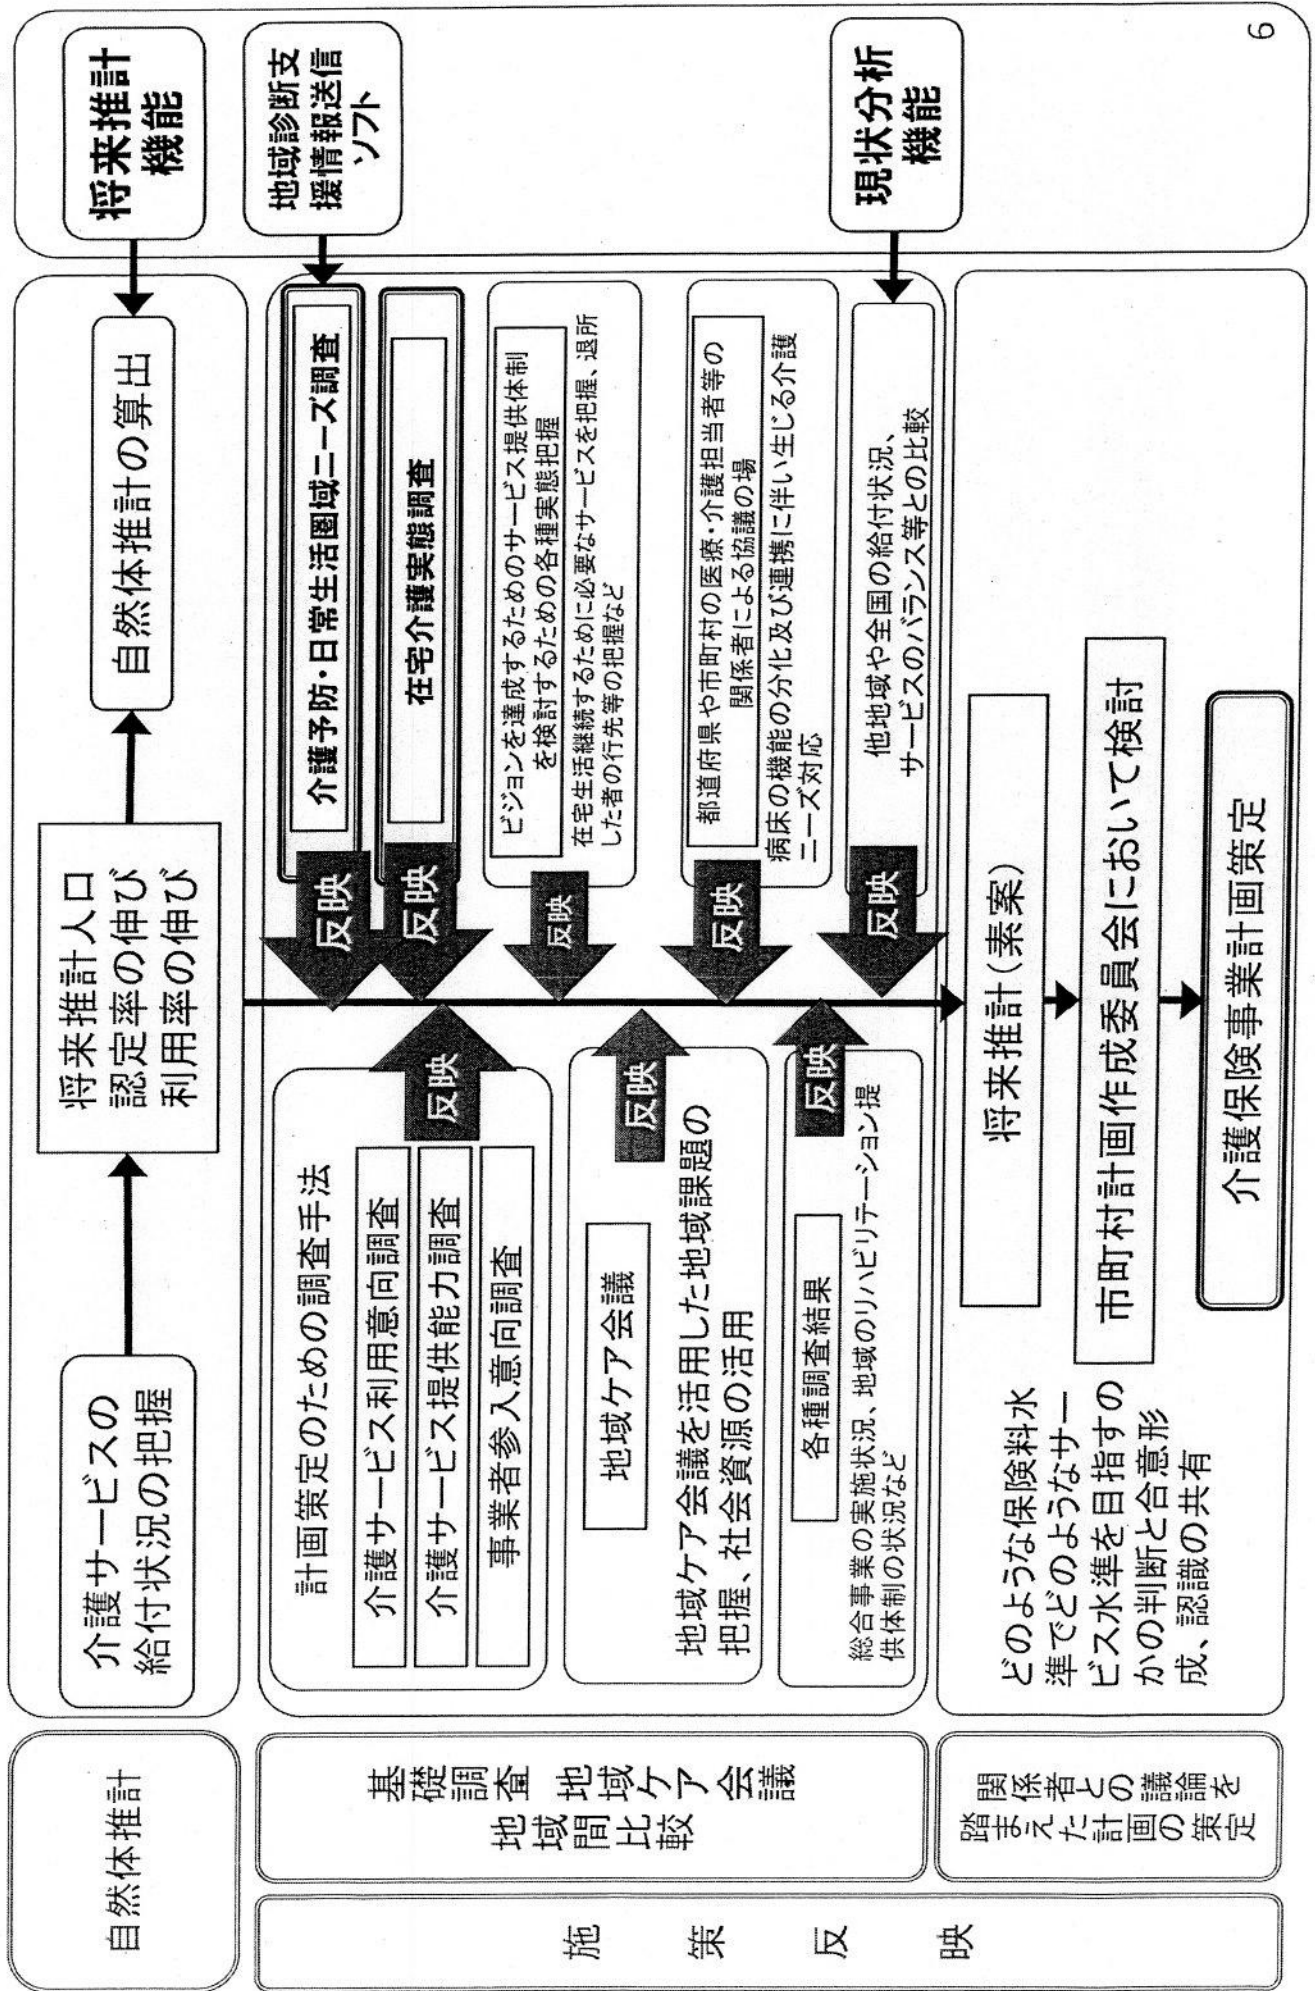 自然体推計
介護サービスの
給付状況の把握
将来推計人口
認定率の伸び
利用率の伸び
自然体推計の算出
将来推計
機能
施策反映
基礎調査 地域ケア会議
地域間比較
計画策定のための調査手法
介護サービス利用意向調査
介護サービス提供能力調査
事業者参入意向調査
反映
地域ケア会議
地域ケア会議を活用した地域課題の
把握、社会資源の活用
反映
各種調査結果
総合事業の実施状況、地域のリハビリテーション提
供体制の状況など
反映
反映
介護予防・日常生活圏域ニーズ調査
地域診断支
援情報送信
ソフト
反映
在宅介護実態調査
反映
ビジョンを達成するためのサービス提供体制
を検討するための各種実態把握
在宅生活継続するために必要なサービスを把握、退所
した者の行先等の把握など
反映
都道府県や市町村の医療・介護担当者等の
関係者による協議の場
病床の機能の分化及び連携に伴い生じる介護
ニーズ対応
反映
他地域や全国の給付状況、
サービスのバランス等との比較
現状分析
機能
関係者との議論を
踏まえた計画の策定
どのような保険料水
準でどのようなサー
ビス水準を目指すの
かの判断と合意形
成、認識の共有
将来推計(素案)
市町村計画作成委員会において検討
介護保険事業計画策定
6